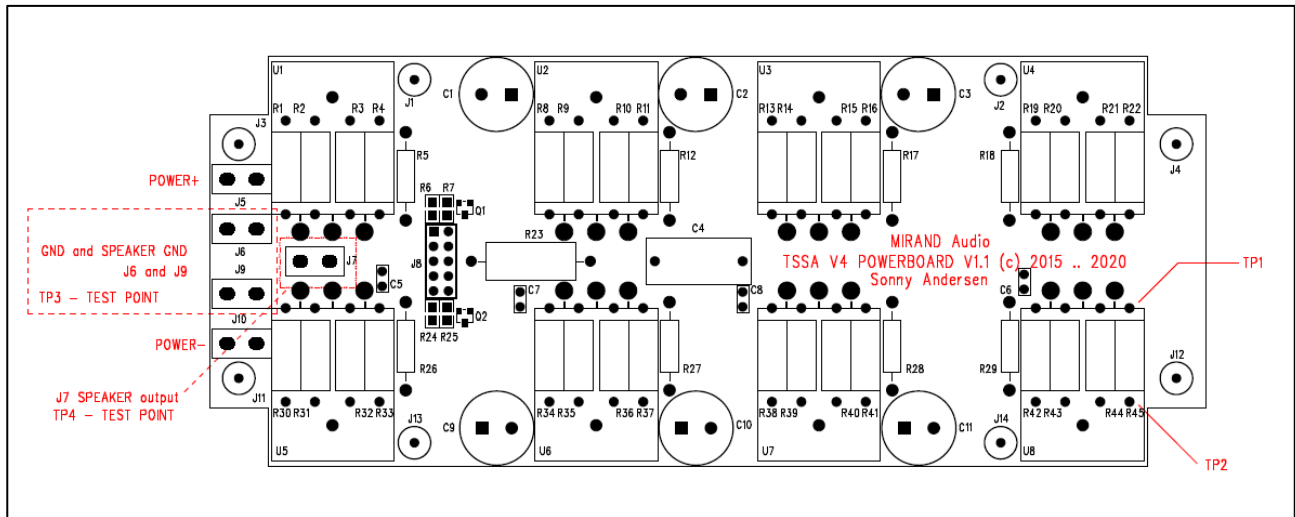 U1
U2
U3
U4
J1
C1
C2
C3
J2
R1 R2 R3 R4
R8 R9 R10 R11
R13 R14 R15 R16
R19 R20 R21 R22
J3
R5
R12
R17
R18
J4
POWER+
J5
R6 R7
Q1
GND and SPEAKER GND
J6 and J9
TP3 - TEST POINT
J6
J7
J8
R23
C4
MIRAND Audio
TSSA V4 POWERBOARD V1.1 (c) 2015 .. 2020
Sonny Andersen
TP1
J9
C5
C7
C8
C6
J10
Q2
POWER-
R24 R25
R26
R27
R28
R29
J12
J7 SPEAKER output
TP4 - TEST POINT
J11
R30 R31 R32 R33
J13
R34 R35 R36 R37
R38 R39 R40 R41
R42 R43 R44 R45
C9
C10
C11
J14
U5
U6
U7
U8
TP2